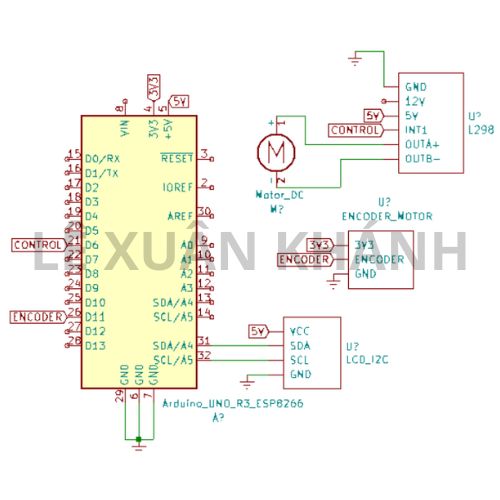 GND
12V
5V
5V
CONTROL
INT1
OUTA+
OUTB-
U?
L298
8
3V3
4
5
5V
VIN
3V3
+5V
+
1
M
2
Motor_DC
M?
15
D0/RX
RESET
3
16
D1/TX
17
D2
IOREF
2
18
D3
19
D4
AREF
30
20
D5
CONTROL
21
D6
A0
9
22
D7
A1
10
23
D8
A2
11
24
D9
A3
12
25
D10
SDA/A4
13
ENCODER
26
D11
SCL/A5
14
27
D12
28
D13
SDA/A4
31
SCL/A5
32
GND
GND
GND
29
6
7
Arduino_UNO_R3_ESP8266
A?
U?
ENCODER_MOTOR
3V3
3V3
ENCODER
ENCODER
GND
5V
VCC
SDA
SCL
GND
U?
LCD_I2C
LÊ XUÂN KHÁNH